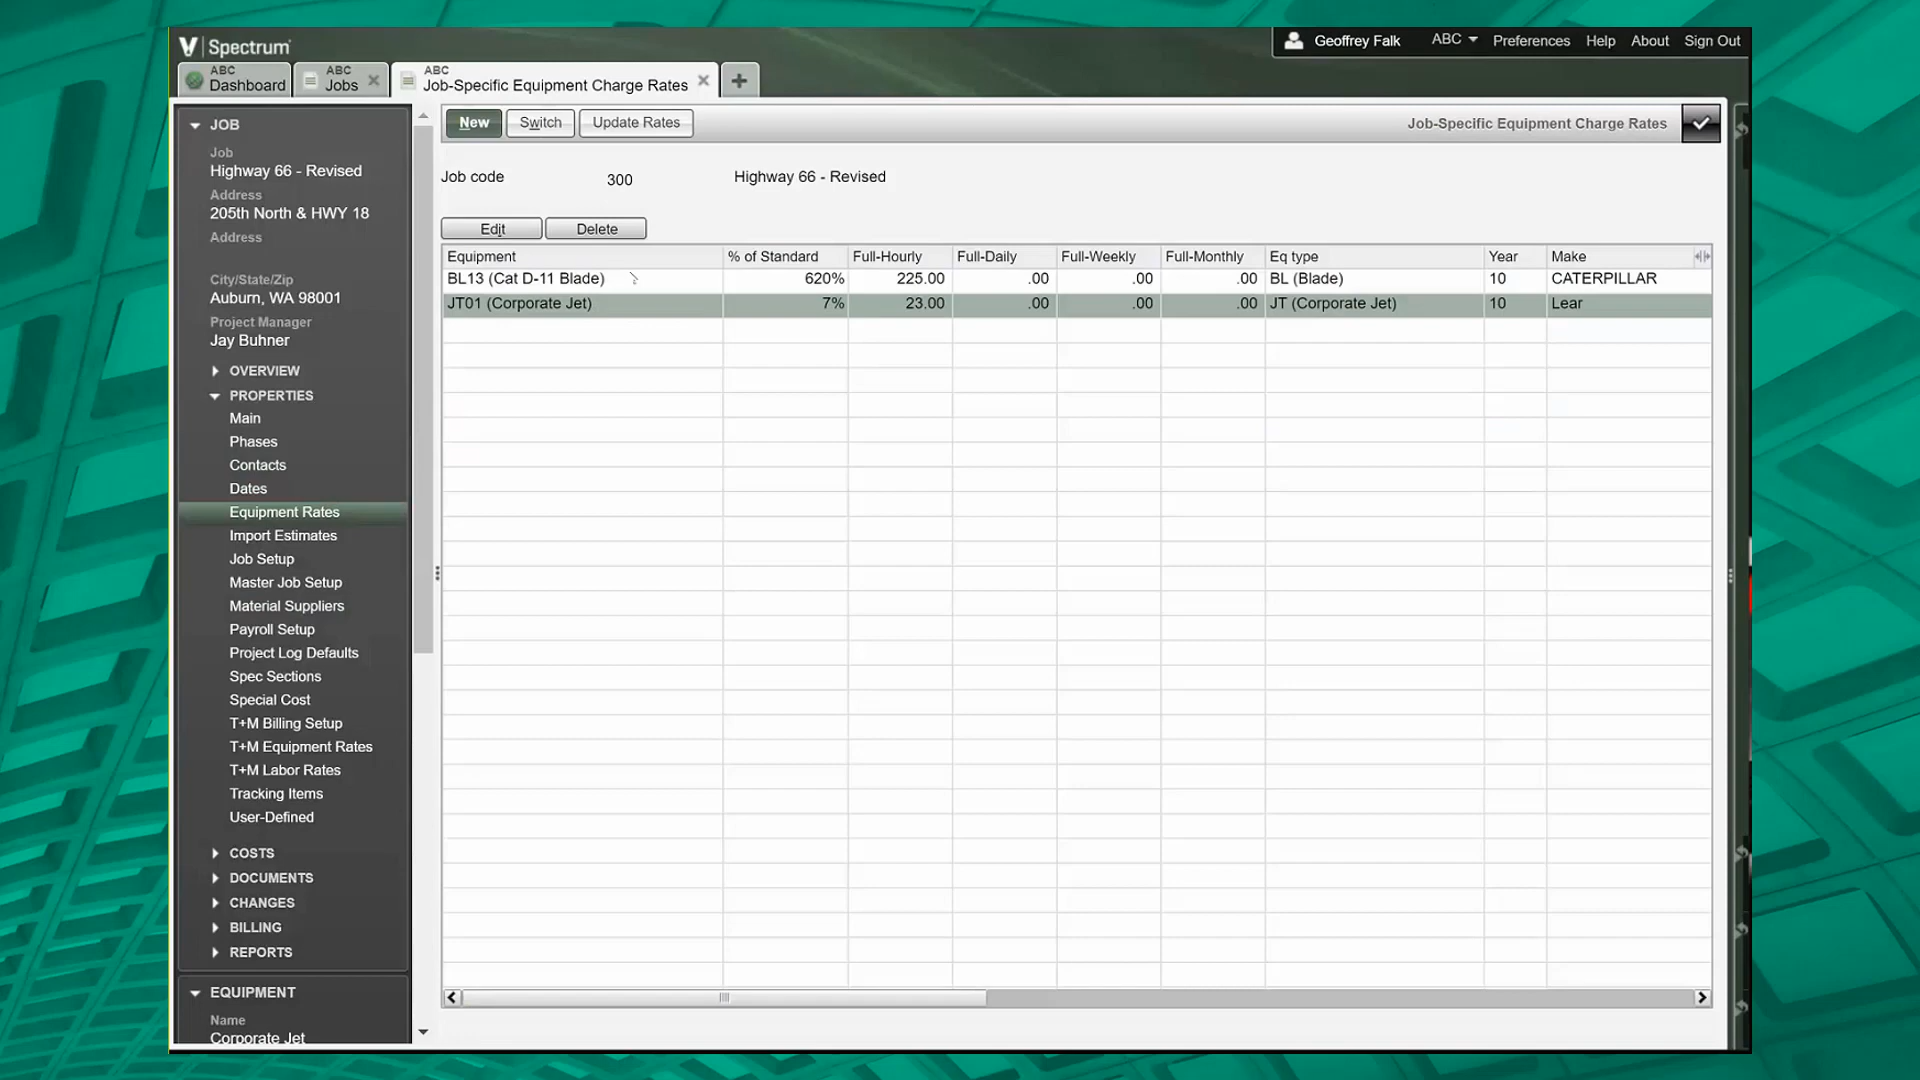 Spectrum
Geoffrey Falk ABC Preferences Help About Sign Out
ABC
Dashboard
ABC
Jobs
ABC
Job-Specific Equipment Charge Rates
JOB
Job
Highway 66 - Revised
Address
205th North & HWY 18
Address
City/State/Zip
Auburn, WA 98001
Project Manager
Jay Buhner
OVERVIEW
PROPERTIES
Main
Phases
Contacts
Dates
Equipment Rates
Import Estimates
Job Setup
Master Job Setup
Material Suppliers
Payroll Setup
Project Log Defaults
Spec Sections
Special Cost
T+M Billing Setup
T+M Equipment Rates
T+M Labor Rates
Tracking Items
User-Defined
COSTS
DOCUMENTS
CHANGES
BILLING
REPORTS
EQUIPMENT
Name
Corporate Jet
New Switch Update Rates Job-Specific Equipment Charge Rates
Job code 300 Highway 66 - Revised
Edit Delete
Equipment % of Standard Full-Hourly Full-Daily Full-Weekly Full-Monthly Eq type Year Make
BL13 (Cat D-11 Blade) 620% 225.00 .00 .00 .00 BL (Blade) 10 CATERPILLAR
JT01 (Corporate Jet) 7% 23.00 .00 .00 .00 JT (Corporate Jet) 10 Lear